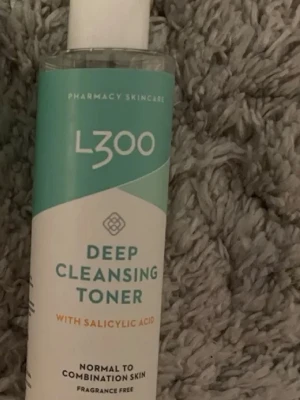 PHARMACY SKINCARE
L300
DEEP
CLEANSING
TONER
WITH SALICYLIC ACID
NORMAL TO
COMBINATION SKIN
FRAGRANCE FREE